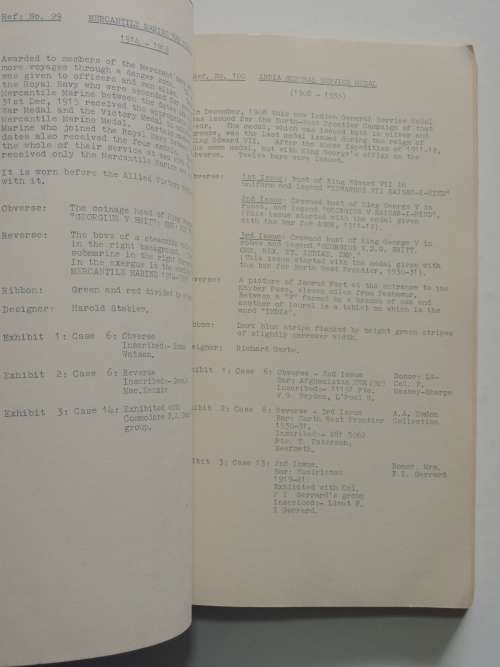 Ref: No. 99 MERCANTILE MARINE
1914 - 1918
Awarded to members of the Merchant
more voyages through a danger
was given to officers and men
the Royal Navy who were
Mercantile Marine between the dates
31st Dec, 1915 received the
War Medal and the Victory Medal
Mercantile Marine Medal.
Marine who joined the Royal Navy between
dates also received the four
the whole of their service
received only the Mercantile Marine
It is worn before the Allied Victory
with it.
Obverse: The coinage head of King
"GEORGIVS V BRITT:
Reverse: The bows of a steamship
in the right background
submarine in the right
In the exergue is the
MERCANTILE MARINE
Ribbon: Green and red divided by
Designer: Harold Stabler.
Exhibit 1: Case 6: Obverse
Inscribed:-
Watson.
Exhibit 2: Case 6: Reverse
Inscribed:-
MacKenzie
Exhibit 3: Case 14: Exhibited with
Commodore
group.
Ref. No. 100 INDIA GENERAL SERVICE MEDAL
(1908 - 1935)
In December, 1908 this new Indian General Service Medal
was issued for the North-West Frontier Campaign of that
year. The medal, which was issued both in silver and
bronze, was the last medal issued during the reign of
King Edward VII. After the Abor expedition of 1911-12,
the same medal, but with King George's effigy on the
obverse. Twelve bars were issued.
Obverse: 1st Issue: bust of King Edward VII in
uniform and legend "EDWARDVS VII KAISAR-I-HIND"
2nd Issue: Crowned bust of King George V in
robes, and legend "GEORGIVS V KAISAR-I-HIND".
(This issue started with the medal given
with the bar for ABOR, 1911-12).
3rd Issue: Crowned bust of King George V in
robes and legend "GEORGIVS V.D.G. BRITT.
OMN. REX. ET. INDIAE. IMP."
(This issue started with the medal given with
the bar for North West Frontier, 1930-31).
Reverse: A picture of Jamrud Fort at the entrance to the
Khyber Pass, eleven miles from Peshawur,
Between a "V" formed by a branch of oak and
another of laurel is a tablet on which is the
word "INDIA".
Ribbon: Dark blue stripe flanked by bright green stripes
of slightly narrower width.
Designer: Richard Garbe.
Exhibit 1: Case 6: Obverse - 2nd Issue Donor: Lt-
Bar: Afghanistan NWF 1919 Col. F.
Inscribed:- Pte.
V.G. Bryden, L'Pool R.
Exhibit 2: Case 6: Reverse - 3rd Issue A.A. Upfon
Bar: North West Frontier Collection.
1930-31.
Inscribed:-
Pte. T. Paterson,
Seaforth.
Exhibit 3: Case 13: 2nd Issue. Donor. Mrs.
Bar: Waziristan F.I. Gerrard
1919-21.
Exhibited with Col.
F I Gerrard's group
Inscribed:- Lieut F.
I Gerrard.